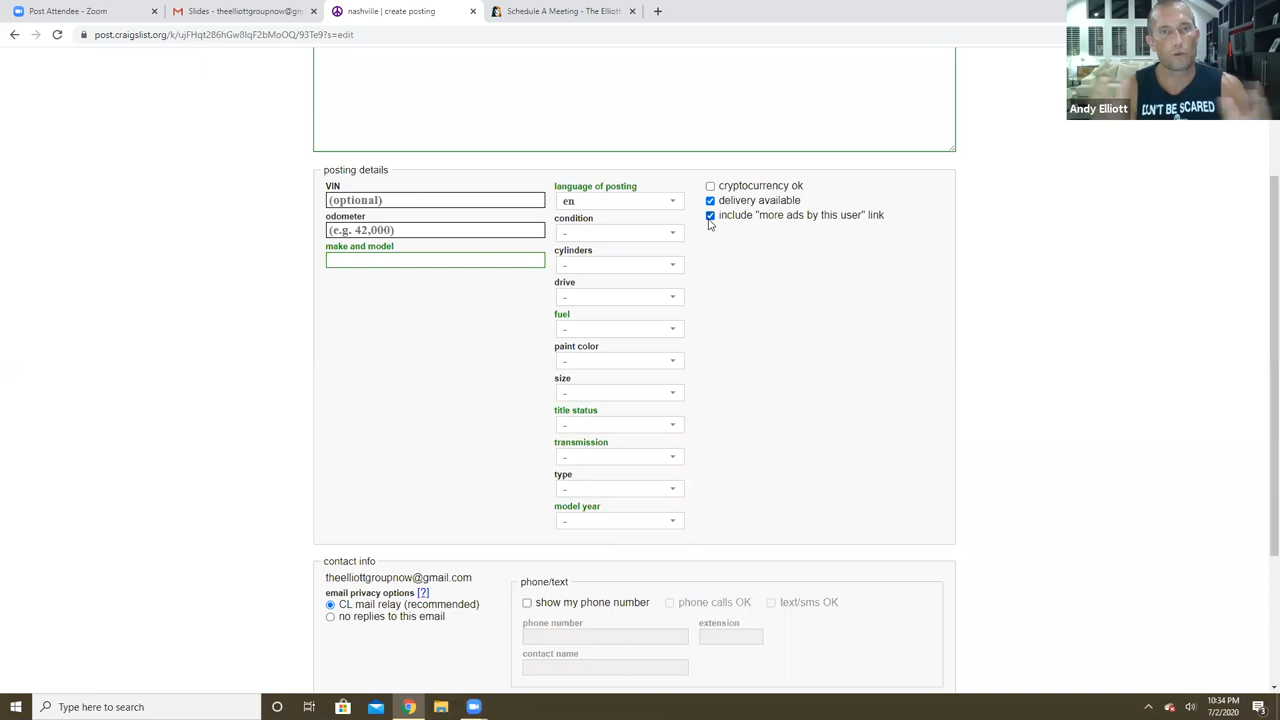 Post Attendee - Zoom
Slides - theelliottgroupnow@gm
nashville | create posting
Schedule A Meeting - The Elliott
post.craigslist.org/k/ujFHqt286hGw8IqF2bMoOQ/93Te9?s=edit
DON'T BE SCARED
Andy Elliott
posting details
VIN
(optional)
odometer
(e.g. 42,000)
make and model
language of posting
en
condition
-
cylinders
-
drive
-
fuel
-
paint color
-
size
-
title status
-
transmission
-
type
-
model year
-
cryptocurrency ok
delivery available
include "more ads by this user" link
contact info
theelliottgroupnow@gmail.com
email privacy options [?]
CL mail relay (recommended)
no replies to this email
phone/text
show my phone number
phone calls OK
text/sms OK
phone number
extension
contact name
Type here to search
10:34 PM
7/2/2020
3